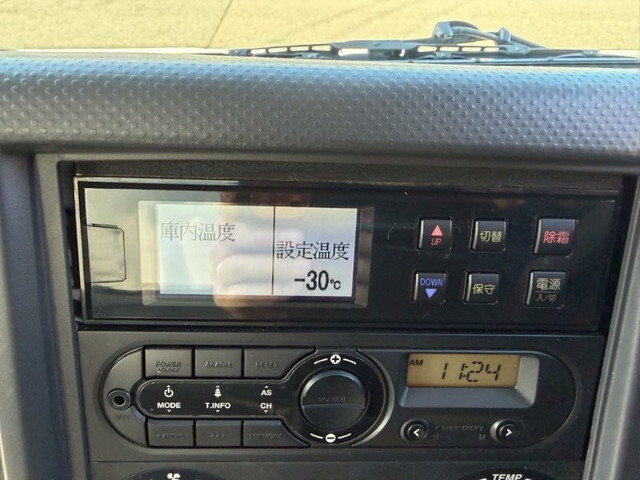 庫内温度
設定温度
-30℃
▲
UP
切替
除霜
DOWN
▼
保守
電源
入/切
POWER
ALARM
RESET
MODE
T.INFO
AS
CH
AM 11:24
TEMP